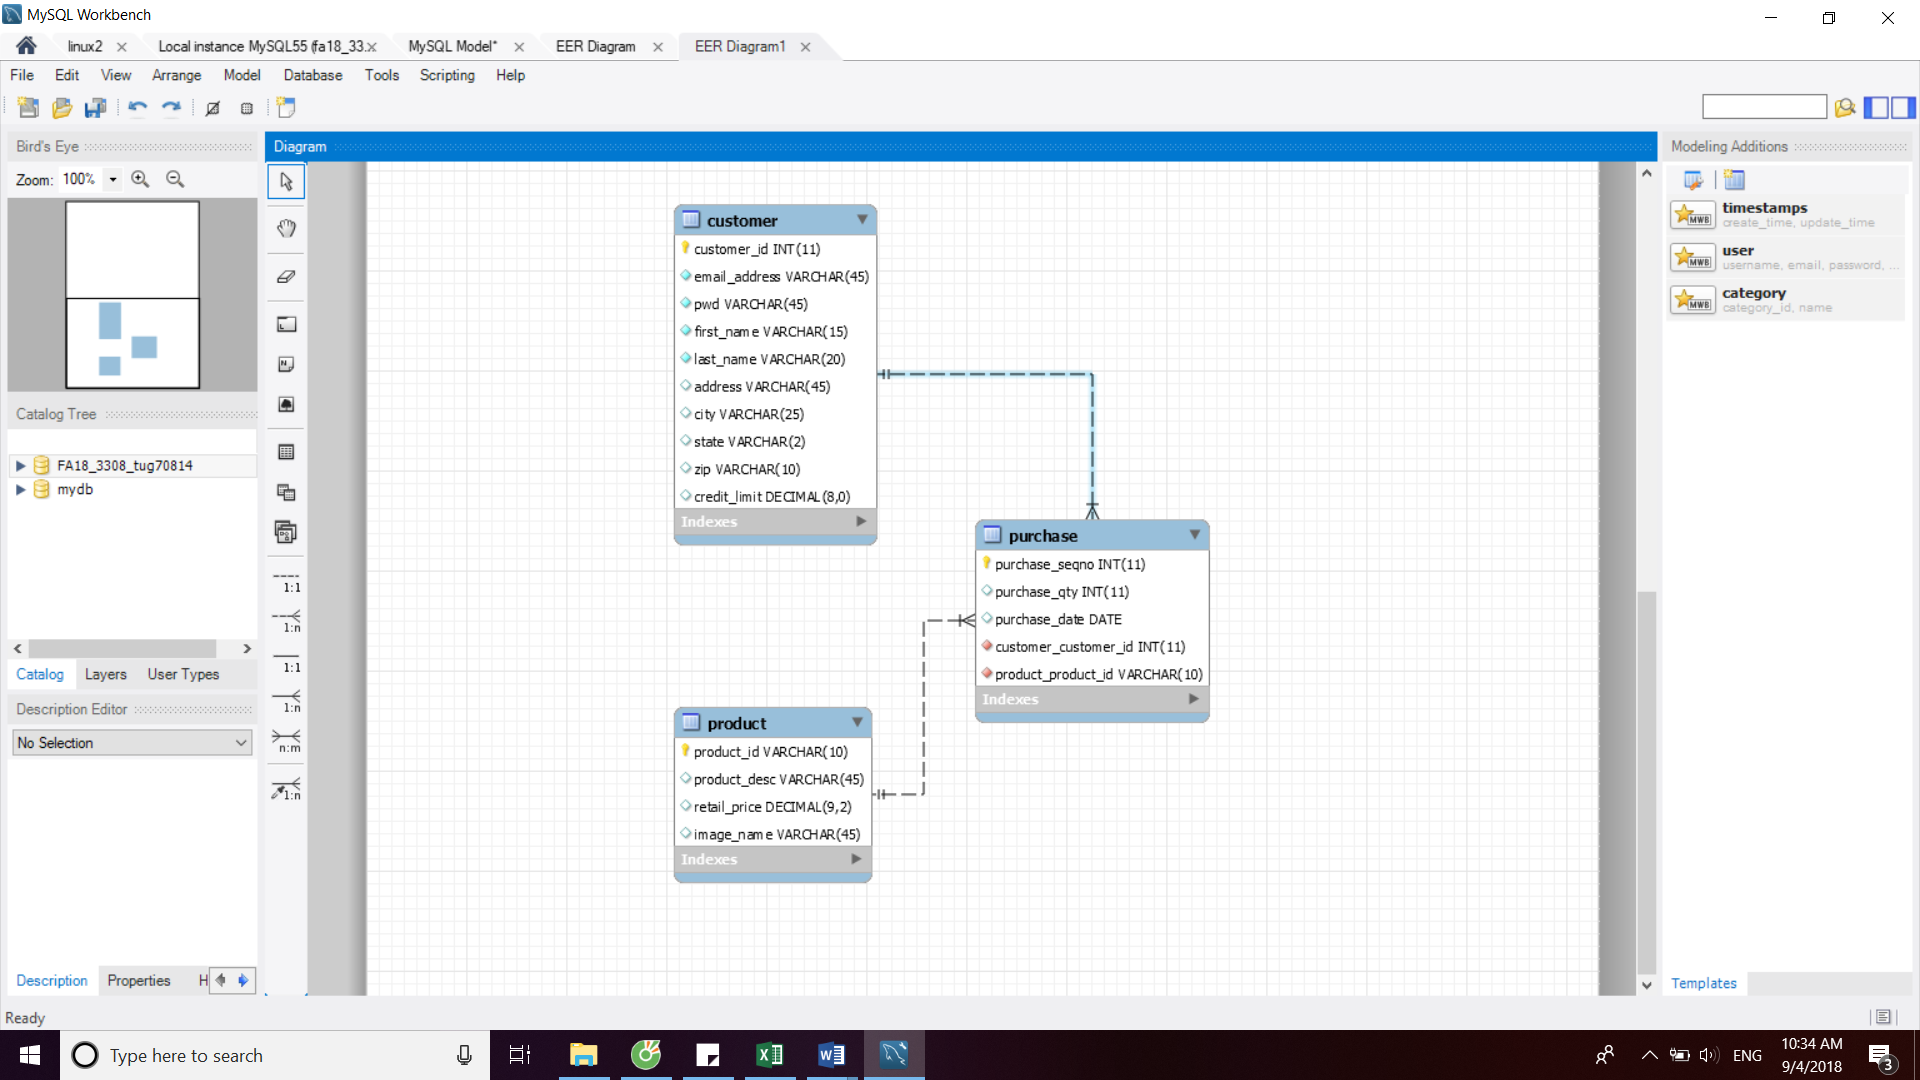 MySQL Workbench
linux2
Local instance MySQL55 (fa18_33.
MySQL Model*
EER Diagram
EER Diagram1
File Edit View Arrange Model Database Tools Scripting Help
Bird's Eye
Zoom: 100%
Catalog Tree
FA18_3308_tug70814
mydb
Catalog Layers User Types
Description Editor
No Selection
Description Properties H
Ready
Diagram
1:1
1:n
1:1
1:n
n:m
1:n
customer
customer_id INT(11)
email_address VARCHAR(45)
pwd VARCHAR(45)
first_name VARCHAR(15)
last_name VARCHAR(20)
address VARCHAR(45)
city VARCHAR(25)
state VARCHAR(2)
zip VARCHAR(10)
credit_limit DECIMAL(8,0)
Indexes
purchase
purchase_seqno INT(11)
purchase_qty INT(11)
purchase_date DATE
customer_customer_id INT(11)
product_product_id VARCHAR(10)
Indexes
product
product_id VARCHAR(10)
product_desc VARCHAR(45)
retail_price DECIMAL(9,2)
image_name VARCHAR(45)
Indexes
Modeling Additions
MWB
timestamps
create_time, update_time
MWB
user
username, email, password, ...
MWB
category
category_id, name
Templates
Type here to search
ENG
10:34 AM
9/4/2018
3